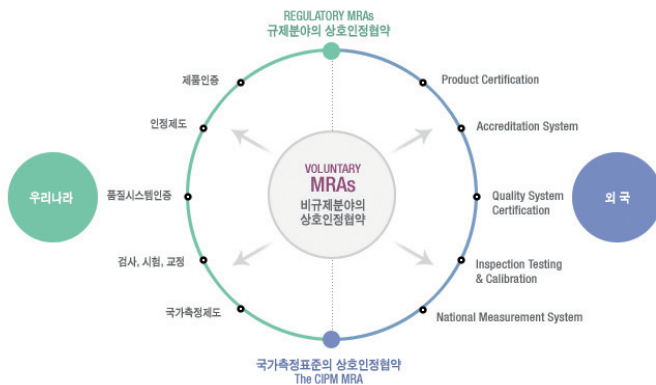 REGULATORY MRAs
규제분야의 상호인정협약
제품인증
Product Certification
인정제도
Accreditation System
VOLUNTARY
MRAs
비규제분야의
상호인정협약
우리나라
품질시스템인증
Quality System
Certification
외 국
검사, 시험, 교정
Inspection Testing
& Calibration
국가측정제도
National Measurement System
국가측정표준의 상호인정협약
The CIPM MRA